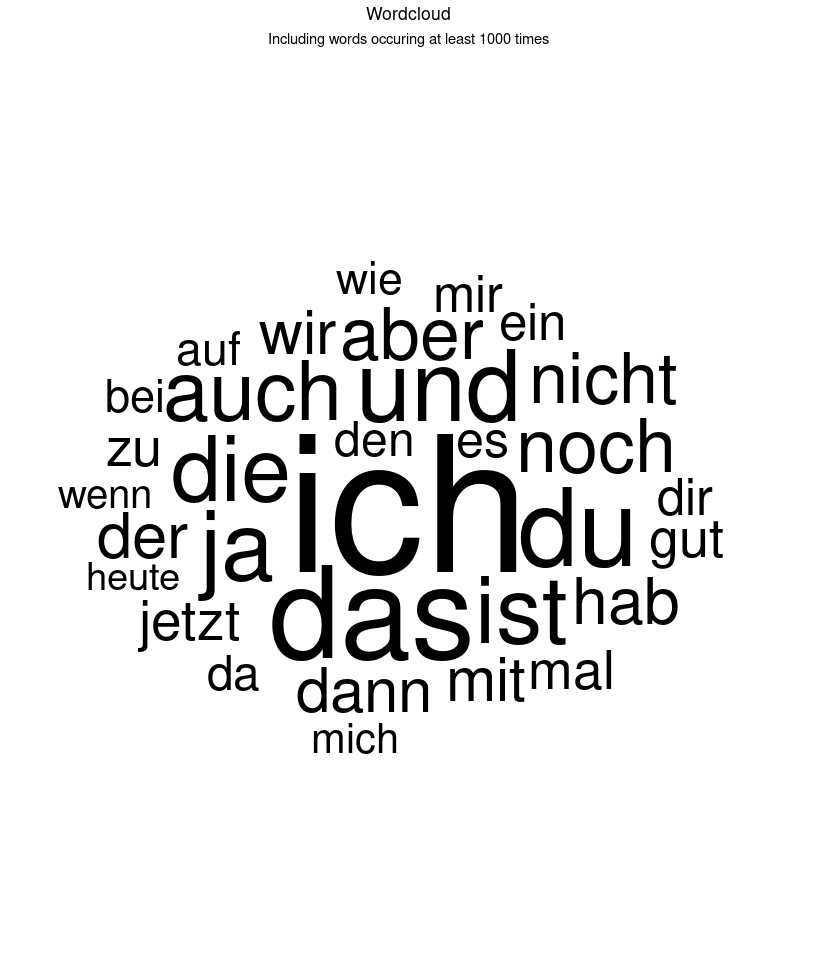 Wordcloud
Including words occuring at least 1000 times
wie
mir
ein
wir aber
auf
auch und nicht
bei
den es noch
zu die
wenn ich dir
der ja du gut
heute
jetzt das ist hab
da dann mit mal
mich